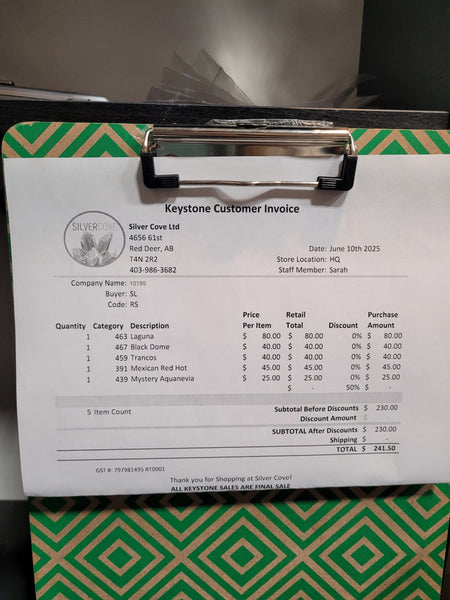 Keystone Customer Invoice
SILVERCOVE
Silver Cove Ltd
4656 61st
Red Deer, AB
T4N 2R2
403-986-3682
Date: June 10th 2025
Store Location: HQ
Staff Member: Sarah
Company Name: 10199
Buyer: SL
Code: RS
Quantity Category Description Price Per Item Retail Total Discount Purchase Amount
1 463 Laguna $ 80.00 $ 80.00 0% $ 80.00
1 467 Black Dome $ 40.00 $ 40.00 0% $ 40.00
1 459 Trancos $ 40.00 $ 40.00 0% $ 40.00
1 391 Mexican Red Hot $ 45.00 $ 45.00 0% $ 45.00
1 439 Mystery Aquanevia $ 25.00 $ 25.00 0% $ 25.00
$ - 50% $ -
5 Item Count
Subtotal Before Discounts $ 230.00
Discount Amount $ -
SUBTOTAL After Discounts $ 230.00
Shipping $ -
TOTAL $ 241.50
GST #: 797981495 RT0001
Thank you for Shopping at Silver Cove!
ALL KEYSTONE SALES ARE FINAL SALE